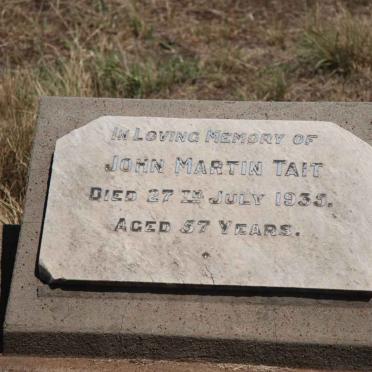 In Loving Memory of
John Martin Tait
Died 27th July 1935.
Aged 57 Years.